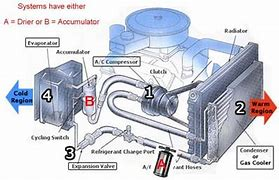 Systems have either
A = Drier or B = Accumulator
Evaporator
Accumulator
Radiator
A/C Compressor
Clutch
4
B
1
2
Cold
Region
Warm
Region
Cycling Switch
3
Refrigerant Charge Port
Expansion Valve
A
Hoses
Condenser
or
Gas Cooler